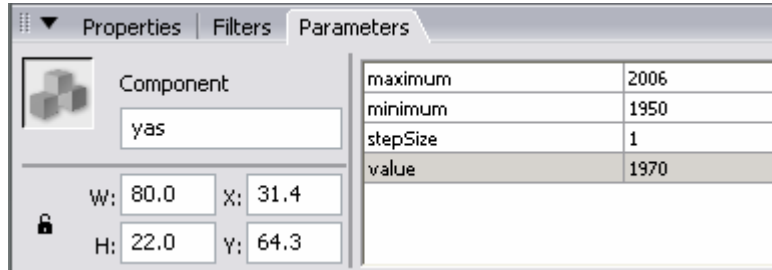 Properties | Filters Parameters
Component
yas
W: 80.0 X: 31.4
H: 22.0 Y: 64.3
maximum 2006
minimum 1950
stepSize 1
value 1970